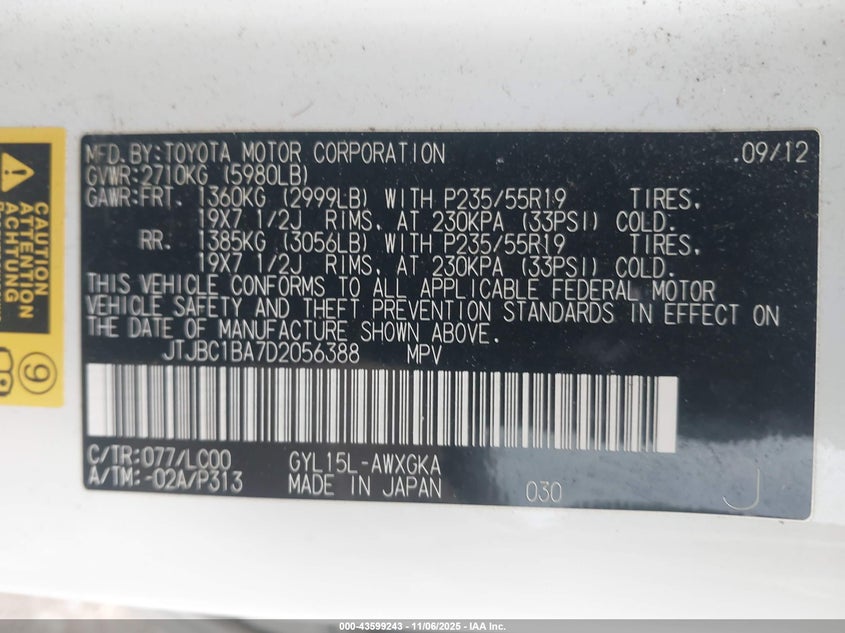 MFD.BY:TOYOTA MOTOR CORPORATION 09/12
GVWR:2710KG (5980LB)
GAWR:FRT. 1360KG (2999LB) WITH P235/55R19 TIRES,
19X7 1/2J RIMS, AT 230KPA (33PSI) COLD.
RR. 1385KG (3056LB) WITH P235/55R19 TIRES,
19X7 1/2J RIMS, AT 230KPA (33PSI) COLD.
THIS VEHICLE CONFORMS TO ALL APPLICABLE FEDERAL MOTOR
VEHICLE SAFETY AND THEFT PREVENTION STANDARDS IN EFFECT ON
THE DATE OF MANUFACTURE SHOWN ABOVE.
JTJBC1BA7D2056388 MPV
C/TR:077/LC00 GYL15L-AWXGKA
A/TM:-02A/P313 MADE IN JAPAN 030 J
CAUTION
ATTENTION
ACHTUNG
9
000-43599243 - 11/06/2025 - IAA Inc.